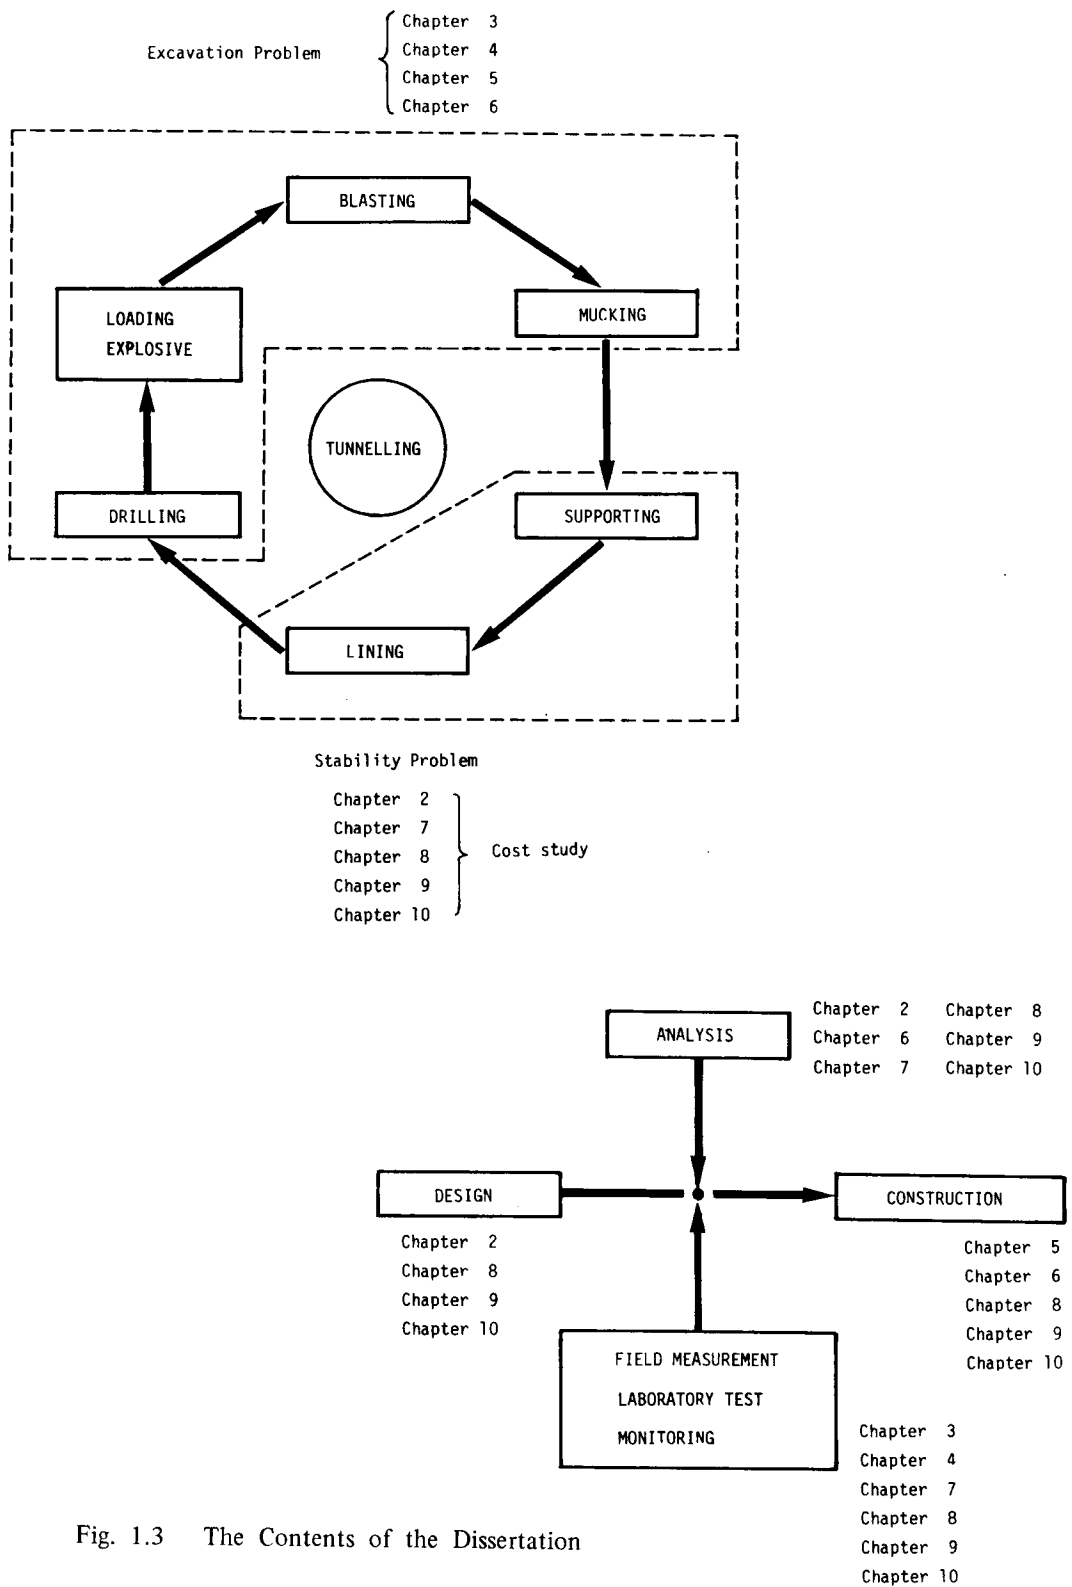 Excavation Problem
Chapter 3
Chapter 4
Chapter 5
Chapter 6
BLASTING
LOADING
EXPLOSIVE
MUCKING
TUNNELLING
DRILLING
SUPPORTING
LINING
Stability Problem
Chapter 2
Chapter 7
Chapter 8
Chapter 9
Chapter 10
Cost study
ANALYSIS
Chapter 2 Chapter 8
Chapter 6 Chapter 9
Chapter 7 Chapter 10
DESIGN
Chapter 2
Chapter 8
Chapter 9
Chapter 10
CONSTRUCTION
Chapter 5
Chapter 6
Chapter 8
Chapter 9
Chapter 10
FIELD MEASUREMENT
LABORATORY TEST
MONITORING
Chapter 3
Chapter 4
Chapter 7
Chapter 8
Chapter 9
Chapter 10
Fig. 1.3 The Contents of the Dissertation